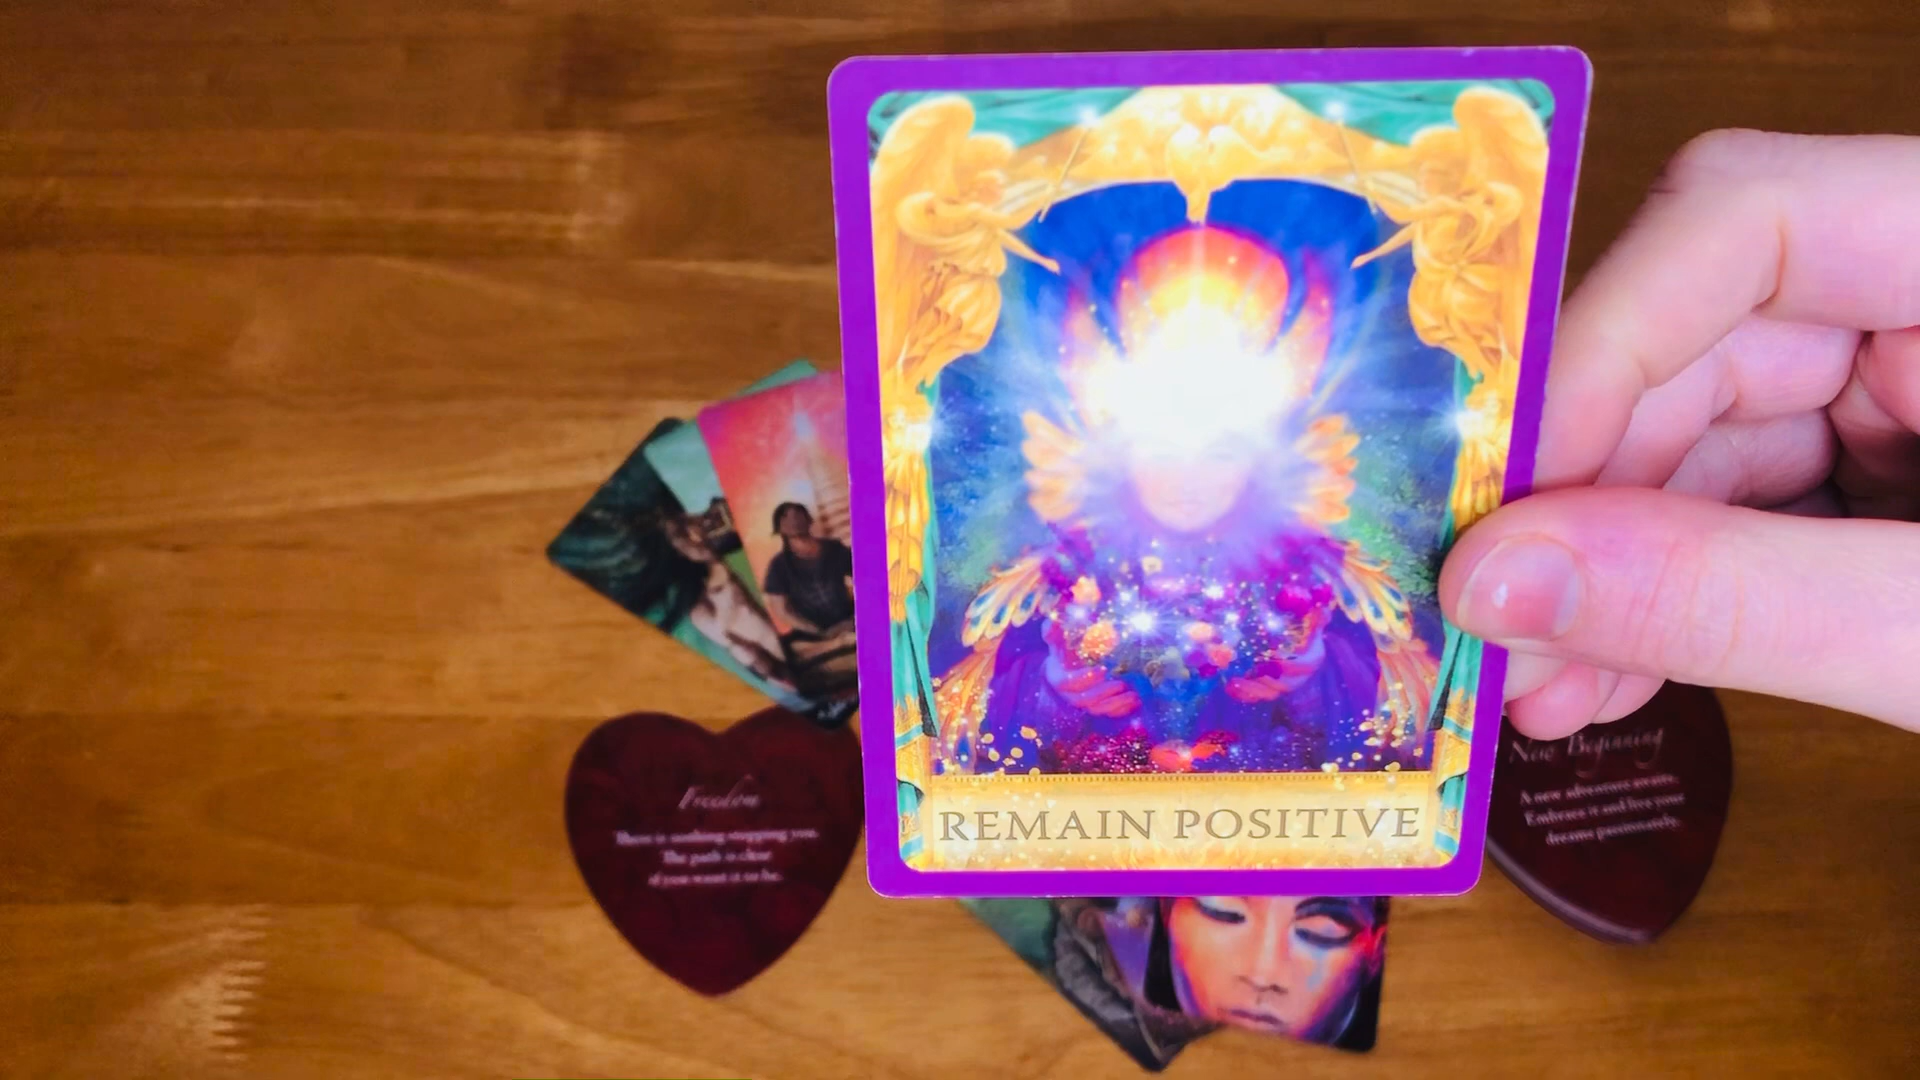 REMAIN POSITIVE
Freedom
There is nothing stopping you.
The path is clear
if you want it to be.
New Beginning
A new adventure awaits.
Embrace it and live your
dreams passionately.